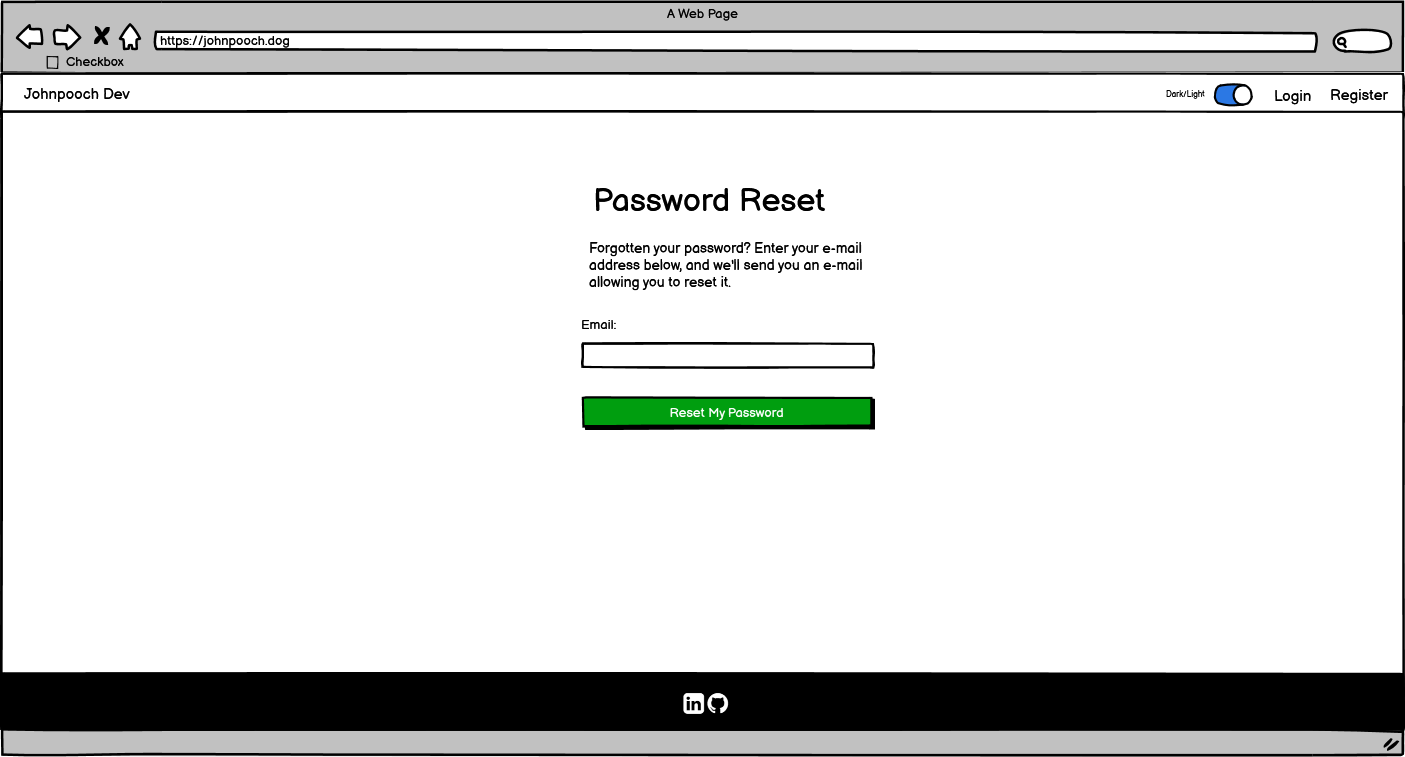 A Web Page
https://johnpooch.dog
Checkbox
Johnpooch Dev
Dark/Light
Login
Register
Password Reset
Forgotten your password? Enter your e-mail
address below, and we'll send you an e-mail
allowing you to reset it.
Email:
Reset My Password
in